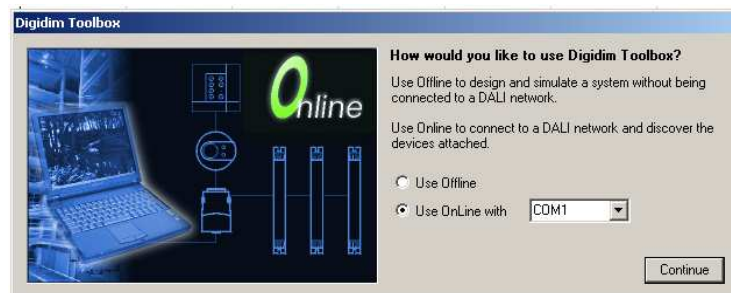 Digidim Toolbox
Online
How would you like to use Digidim Toolbox?
Use Offline to design and simulate a system without being
connected to a DALI network.
Use Online to connect to a DALI network and discover the
devices attached.
Use Offline
Use OnLine with COM1
Continue